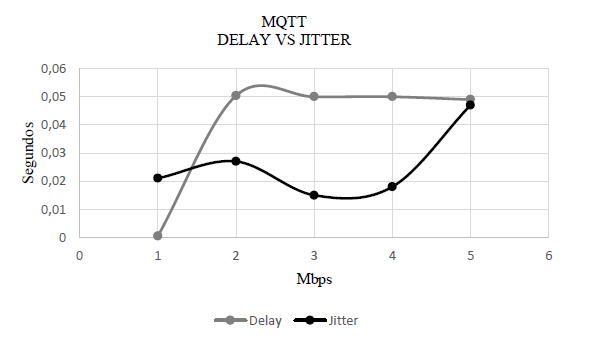 MQTT
DELAY VS JITTER
0,06
0,05
0,04
0,03
0,02
0,01
0
Segundos
0 1 2 3 4 5 6
Mbps
Delay Jitter